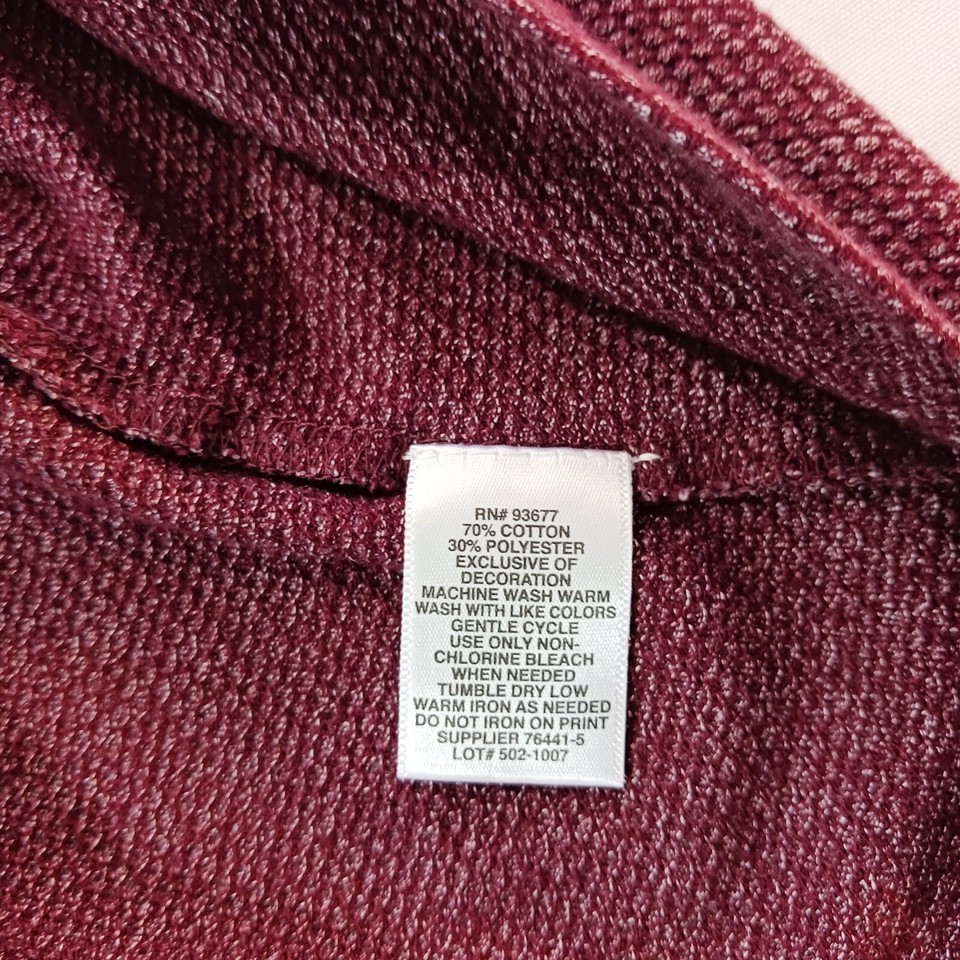 RN# 93677
70% COTTON
30% POLYESTER
EXCLUSIVE OF
DECORATION
MACHINE WASH WARM
WASH WITH LIKE COLORS
GENTLE CYCLE
USE ONLY NON-
CHLORINE BLEACH
WHEN NEEDED
TUMBLE DRY LOW
WARM IRON AS NEEDED
DO NOT IRON ON PRINT
SUPPLIER 76441-5
LOT# 502-1007